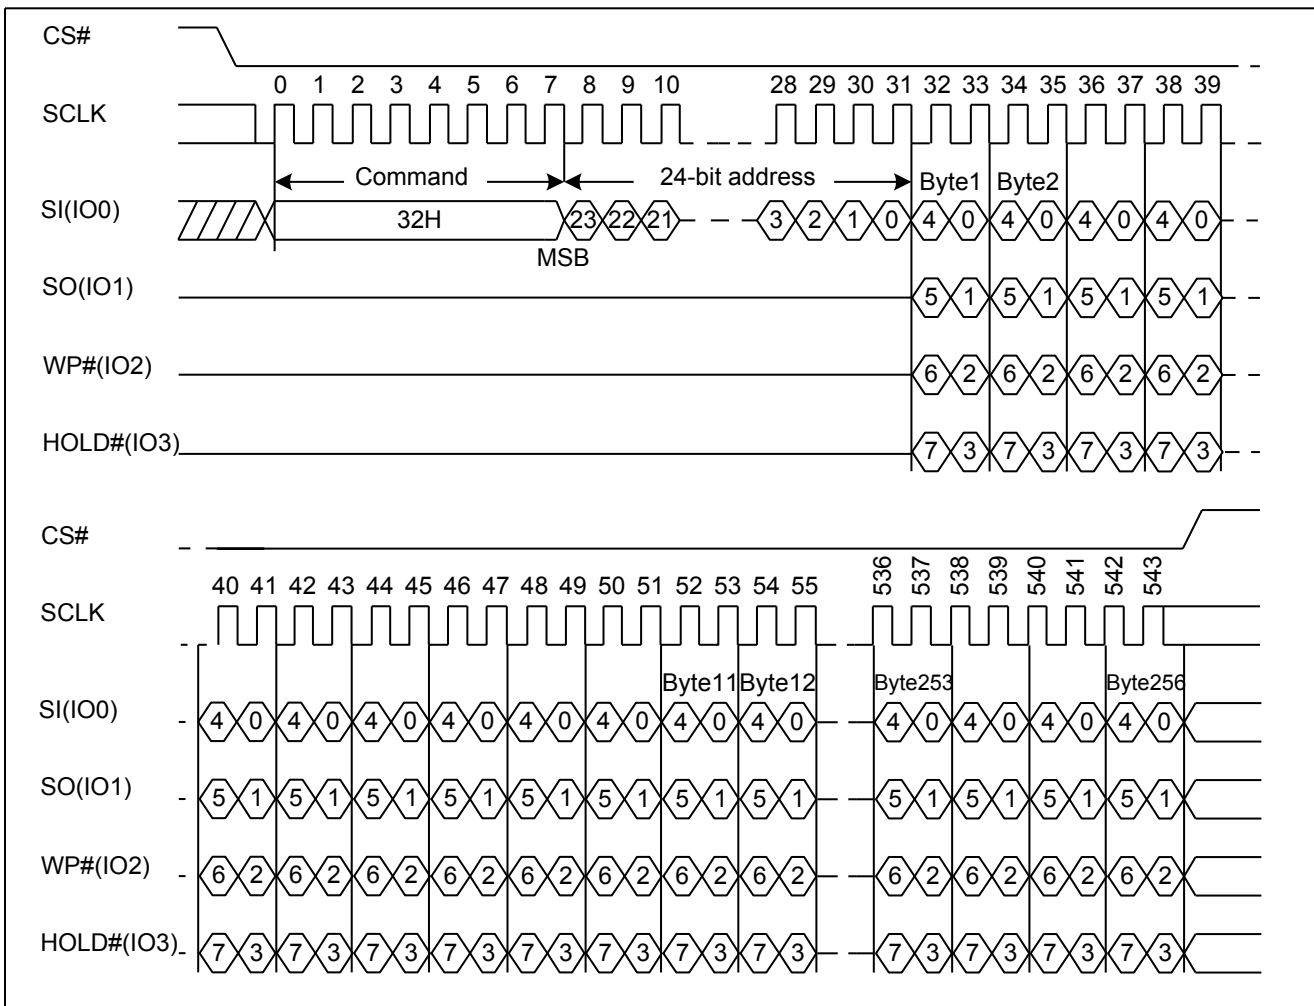 CS#
0 1 2 3 4 5 6 7 8 9 10 28 29 30 31 32 33 34 35 36 37 38 39
SCLK
Command 24-bit address Byte1 Byte2
SI(IO0) 32H 23 22 21 3 2 1 0 4 0 4 0 4 0 4 0
MSB
SO(IO1) 5 1 5 1 5 1 5 1
WP#(IO2) 6 2 6 2 6 2 6 2
HOLD#(IO3) 7 3 7 3 7 3 7 3
CS#
40 41 42 43 44 45 46 47 48 49 50 51 52 53 54 55 536 537 538 539 540 541 542 543
SCLK
Byte11 Byte12 Byte253 Byte256
SI(IO0) 4 0 4 0 4 0 4 0 4 0 4 0 4 0 4 0 4 0 4 0 4 0 4 0
SO(IO1) 5 1 5 1 5 1 5 1 5 1 5 1 5 1 5 1 5 1 5 1 5 1 5 1
WP#(IO2) 6 2 6 2 6 2 6 2 6 2 6 2 6 2 6 2 6 2 6 2 6 2 6 2
HOLD#(IO3) 7 3 7 3 7 3 7 3 7 3 7 3 7 3 7 3 7 3 7 3 7 3 7 3